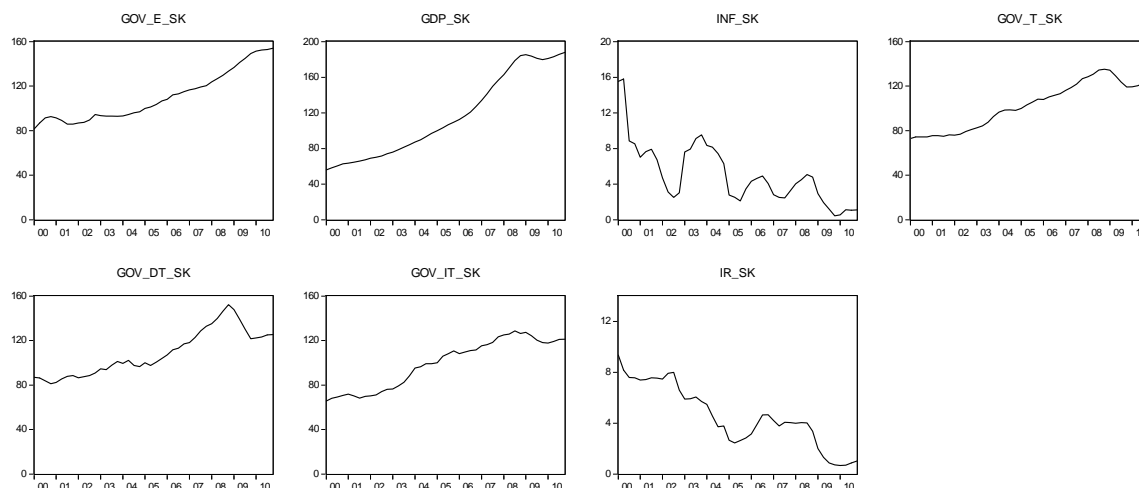 GOV_E_SK GDP_SK INF_SK GOV_T_SK
160 200 20 160
120 160 16 120
80 120 12 80
40 80 8 40
0 40 4 0
0 0
00 01 02 03 04 05 06 07 08 09 10 00 01 02 03 04 05 06 07 08 09 10 00 01 02 03 04 05 06 07 08 09 10 00 01 02 03 04 05 06 07 08 09
GOV_DT_SK GOV_IT_SK IR_SK
160 160 12
120 120 8
80 80 4
40 40 0
0 0
00 01 02 03 04 05 06 07 08 09 10 00 01 02 03 04 05 06 07 08 09 10 00 01 02 03 04 05 06 07 08 09 10